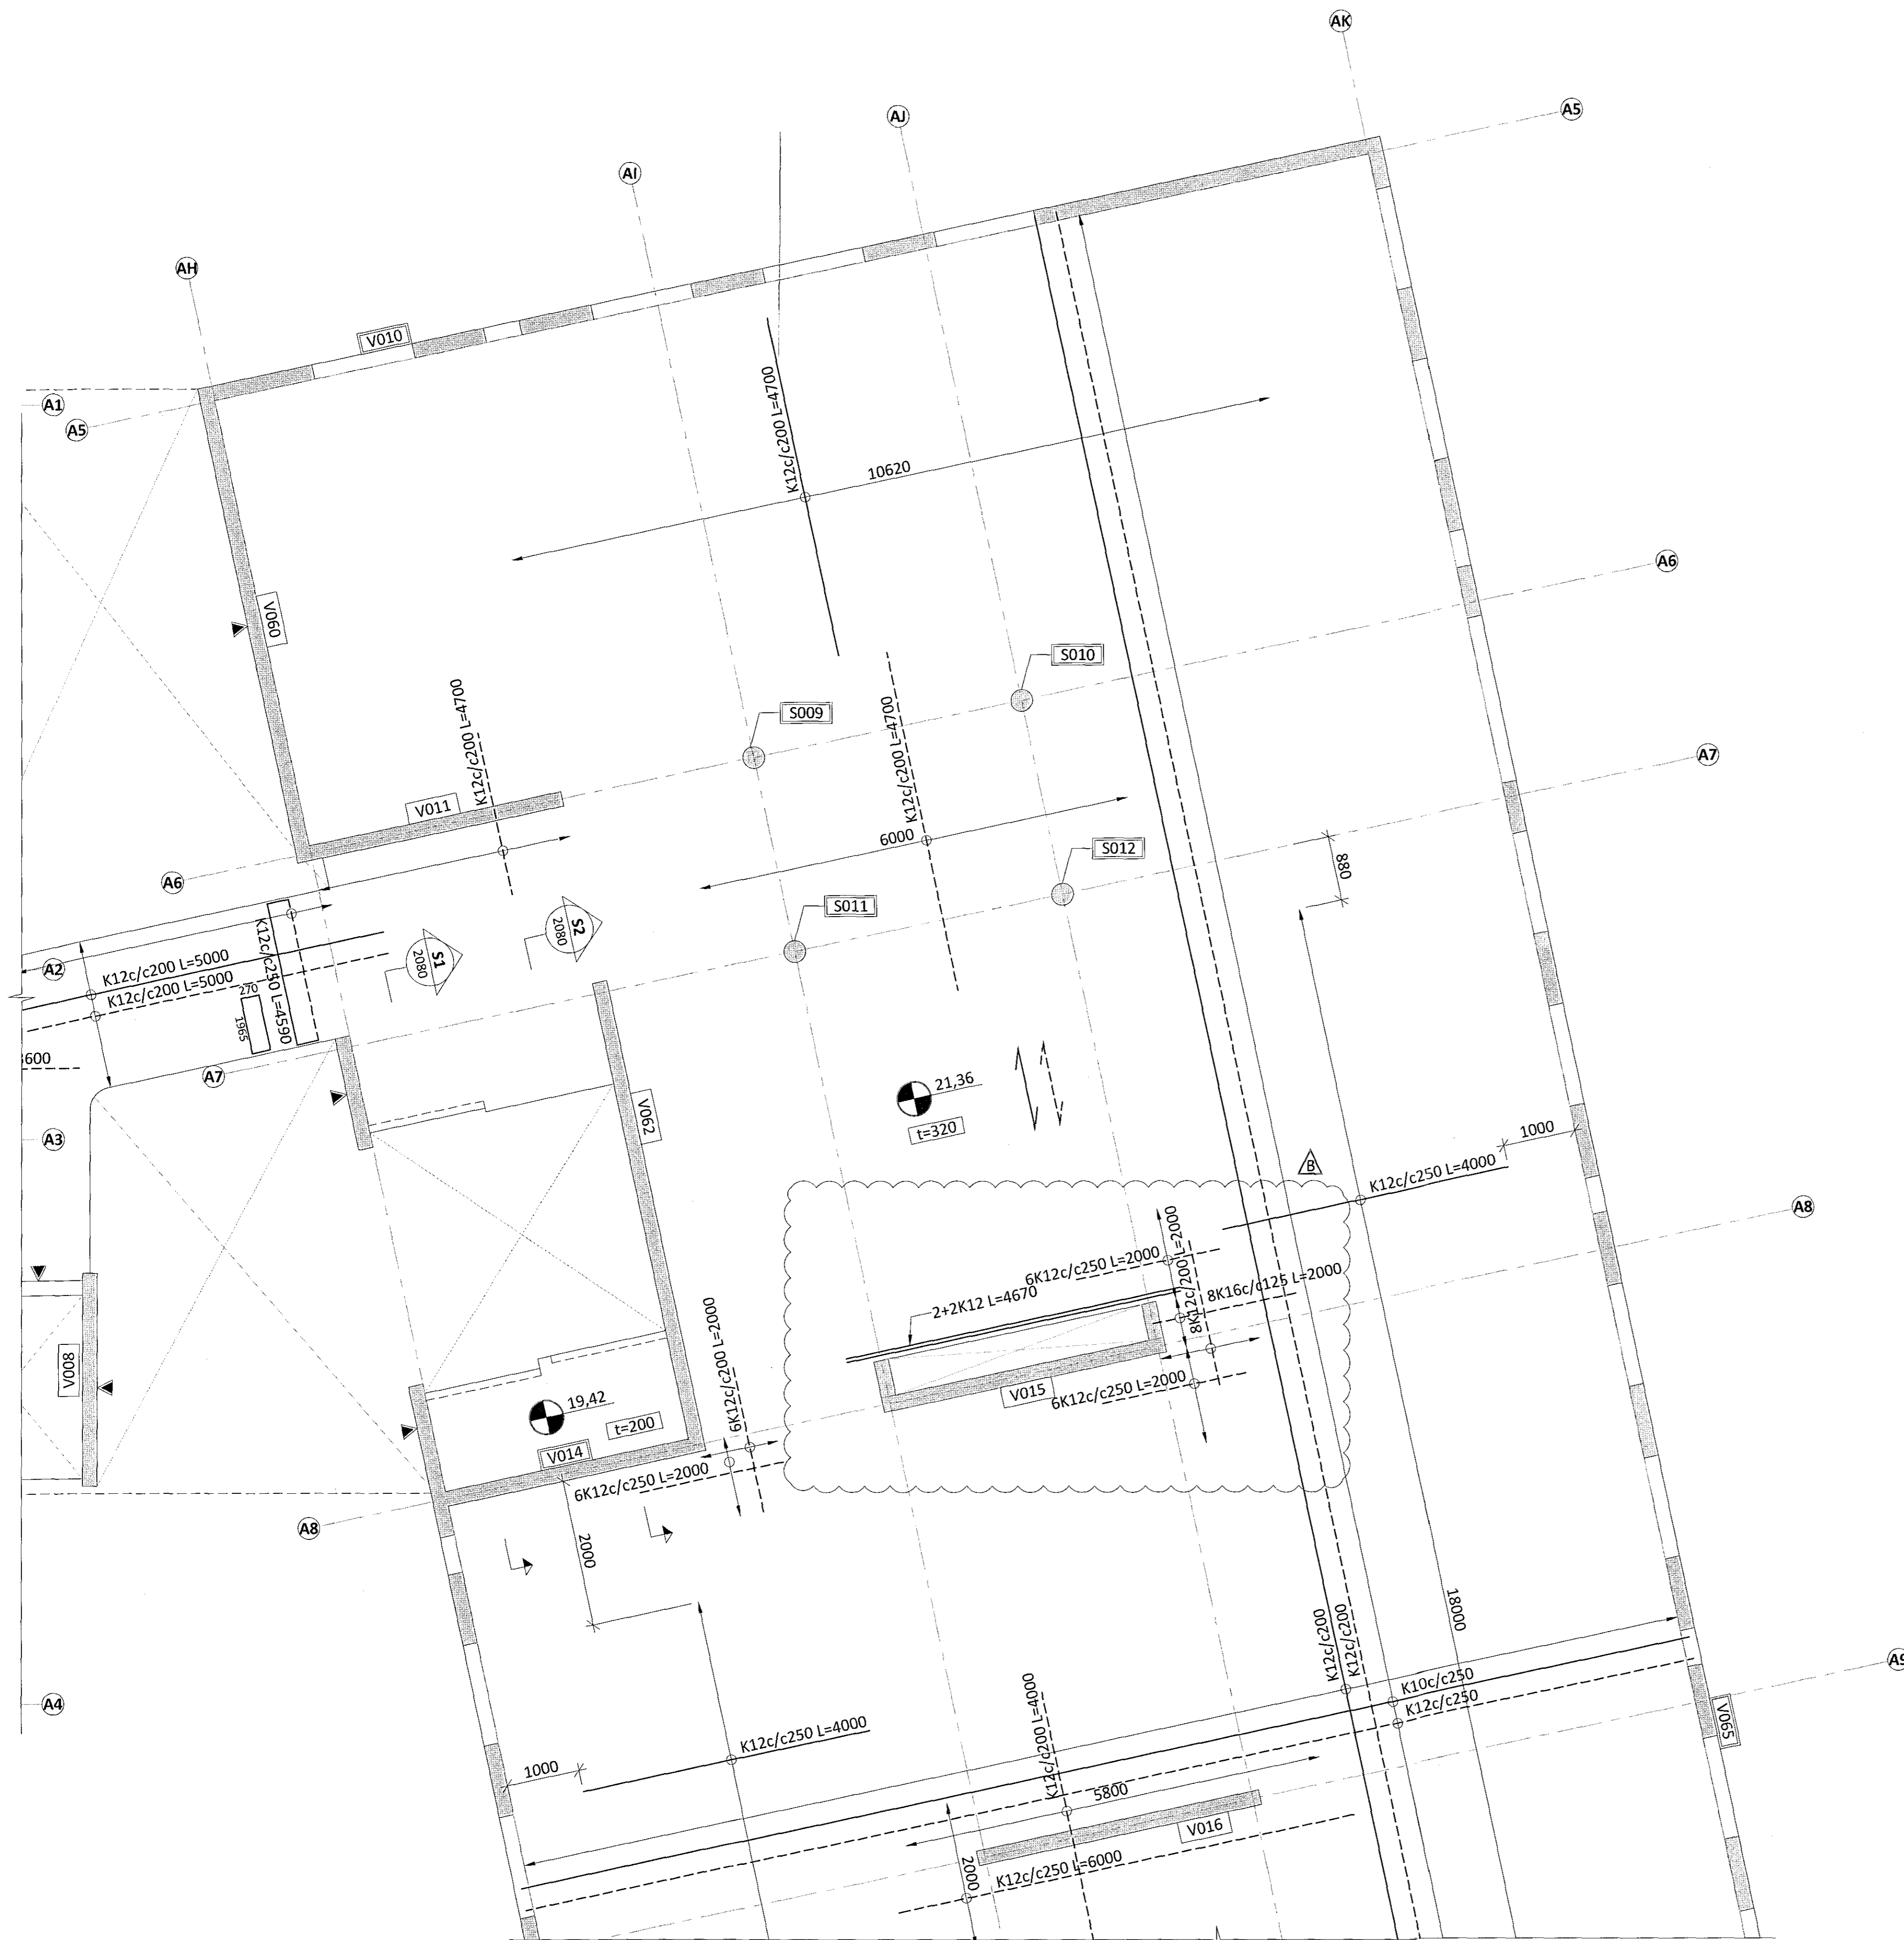 AK
A5
AJ
AI
AH
V010
A1
A5
K12c/c200 L=4700
10620
A6
V060
S010
K12c/c200 L=4700
S009
K12c/c200 L=4700
A7
V011
6000
S012
880
A6
S011
S2
2080
S1
2080
K12c/c250 L=4590
A2
K12c/c200 L=5000
K12c/c200 L=5000
270
1965
3600
A7
21,36
t=320
V062
A3
1000
B
K12c/c250 L=4000
A8
6K12c/c250 L=2000
8K12c/200 L=2000
8K16c/c125 L=2000
2+2K12 L=4670
6K12c/c200 L=2000
V008
V015
6K12c/c250 L=2000
19,42
t=200
V014
6K12c/c250 L=2000
A8
2000
18000
K12c/c200
K12c/c200
A9
K10c/c250
K12c/c250
A4
V065
K12c/c250 L=4000
K12c/c200 L=4000
1000
5800
V016
2000
K12c/c250 L=6000